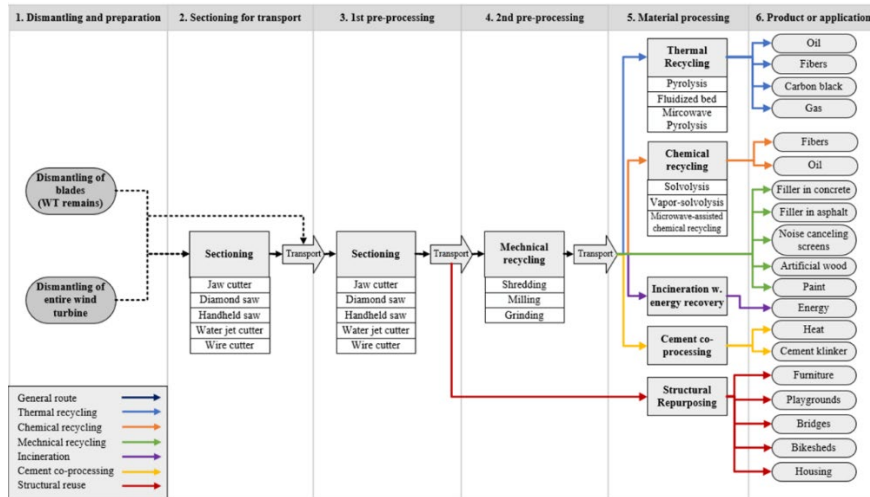 1. Dismantling and preparation
2. Sectioning for transport
3. 1st pre-processing
4. 2nd pre-processing
5. Material processing
6. Product or application
Dismantling of
blades
(WT remains)
Dismantling of
entire wind
turbine
Sectioning
Jaw cutter
Diamond saw
Handheld saw
Water jet cutter
Wire cutter
Transport
Sectioning
Jaw cutter
Diamond saw
Handheld saw
Water jet cutter
Wire cutter
Transport
Mechnical
recycling
Shredding
Milling
Grinding
Transport
Thermal
Recycling
Pyrolysis
Fluidized bed
Mircowave
Pyrolysis
Chemical
recycling
Solvolysis
Vapor-solvolysis
Microwave-assisted
chemical recycling
Incineration w.
energy recovery
Cement co-
processing
Structural
Repurposing
Oil
Fibers
Carbon black
Gas
Fibers
Oil
Filler in concrete
Filler in asphalt
Noise canceling
screens
Artificial wood
Paint
Energy
Heat
Cement klinker
Furniture
Playgrounds
Bridges
Bikesheds
Housing
General route
Thermal recycling
Chemical recycling
Mechnical recycling
Incineration
Cement co-processing
Structural reuse